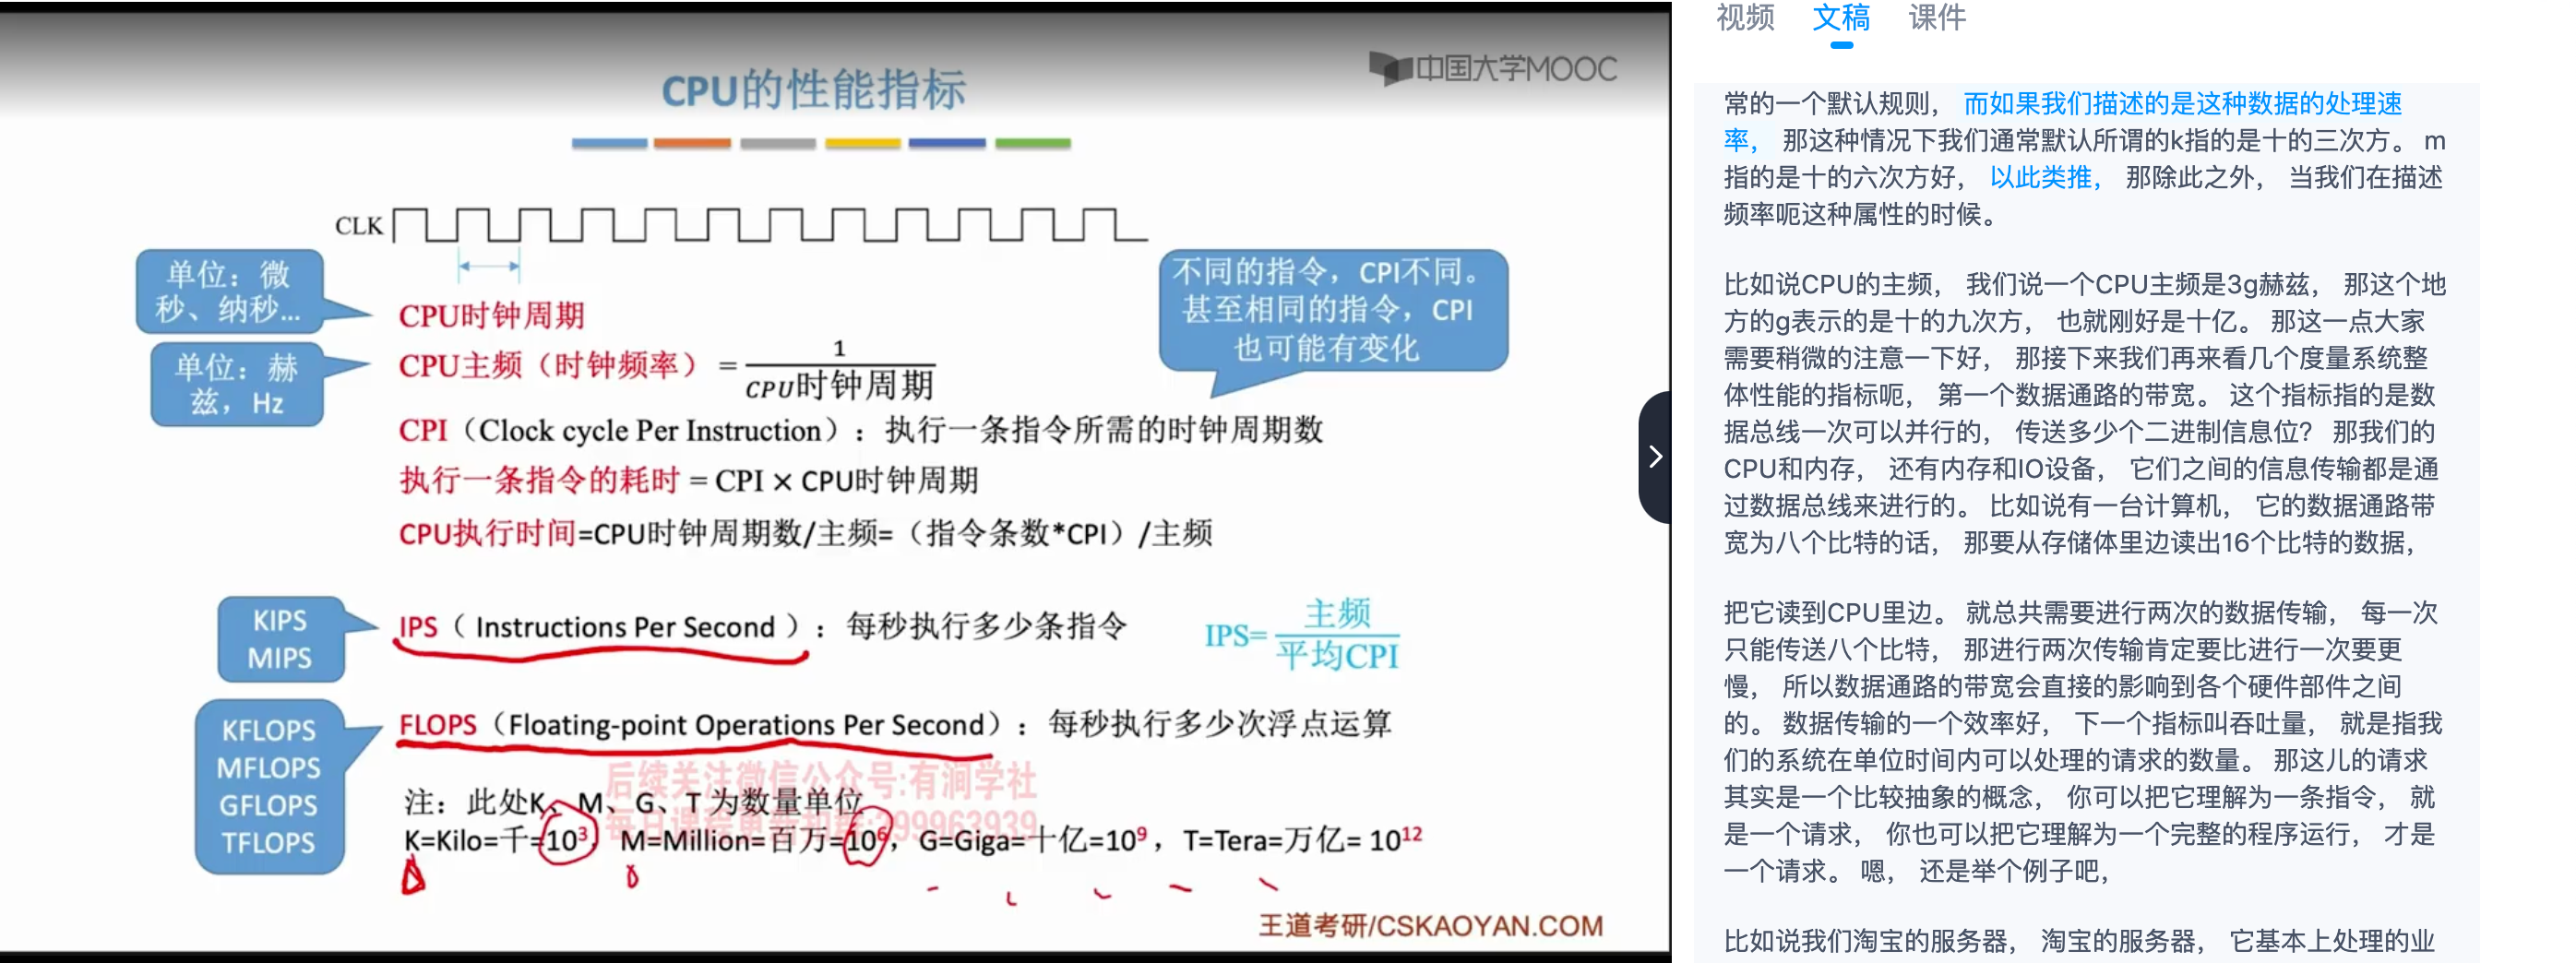 中国大学MOOC
CPU的性能指标
CLK
单位：微
秒、纳秒...
CPU时钟周期
不同的指令，CPI不同。
甚至相同的指令，CPI
也可能有变化
单位：赫
兹，Hz
CPU主频（时钟频率） = 1
CPU时钟周期
CPI（Clock cycle Per Instruction）：执行一条指令所需的时钟周期数
执行一条指令的耗时 = CPI × CPU时钟周期
CPU执行时间=CPU时钟周期数/主频=（指令条数*CPI）/主频
KIPS
MIPS
IPS（ Instructions Per Second ）：每秒执行多少条指令
IPS= 主频
平均CPI
KFLOPS
MFLOPS
GFLOPS
TFLOPS
FLOPS（Floating-point Operations Per Second）：每秒执行多少次浮点运算
后续关注微信公众号:有涧学社
注：此处K、M、G、T 为数量单位
K=Kilo=千=10³，M=Million=百万=10⁶，G=Giga=十亿=10⁹，T=Tera=万亿= 10¹²
王道考研/CSKAOYAN.COM
视频 文稿 课件
常的一个默认规则， 而如果我们描述的是这种数据的处理速
率， 那这种情况下我们通常默认所谓的k指的是十的三次方。 m
指的是十的六次方好， 以此类推， 那除此之外， 当我们在描述
频率呃这种属性的时候。
比如说CPU的主频， 我们说一个CPU主频是3g赫兹， 那这个地
方的g表示的是十的九次方， 也就刚好是十亿。 那这一点大家
需要稍微的注意一下好， 那接下来我们再来看几个度量系统整
体性能的指标呃， 第一个数据通路的带宽。 这个指标指的是数
据总线一次可以并行的， 传送多少个二进制信息位？ 那我们的
CPU和内存， 还有内存和IO设备， 它们之间的信息传输都是通
过数据总线来进行的。 比如说有一台计算机， 它的数据通路带
宽为八个比特的话， 那要从存储体里边读出16个比特的数据，
把它读到CPU里边。 就总共需要进行两次的数据传输， 每一次
只能传送八个比特， 那进行两次传输肯定要比进行一次要更
慢， 所以数据通路的带宽会直接的影响到各个硬件部件之间
的。 数据传输的一个效率好， 下一个指标叫吞吐量， 就是指我
们的系统在单位时间内可以处理的请求的数量。 那这儿的请求
其实是一个比较抽象的概念， 你可以把它理解为一条指令， 就
是一个请求， 你也可以把它理解为一个完整的程序运行， 才是
一个请求。 嗯， 还是举个例子吧，
比如说我们淘宝的服务器， 淘宝的服务器， 它基本上处理的业